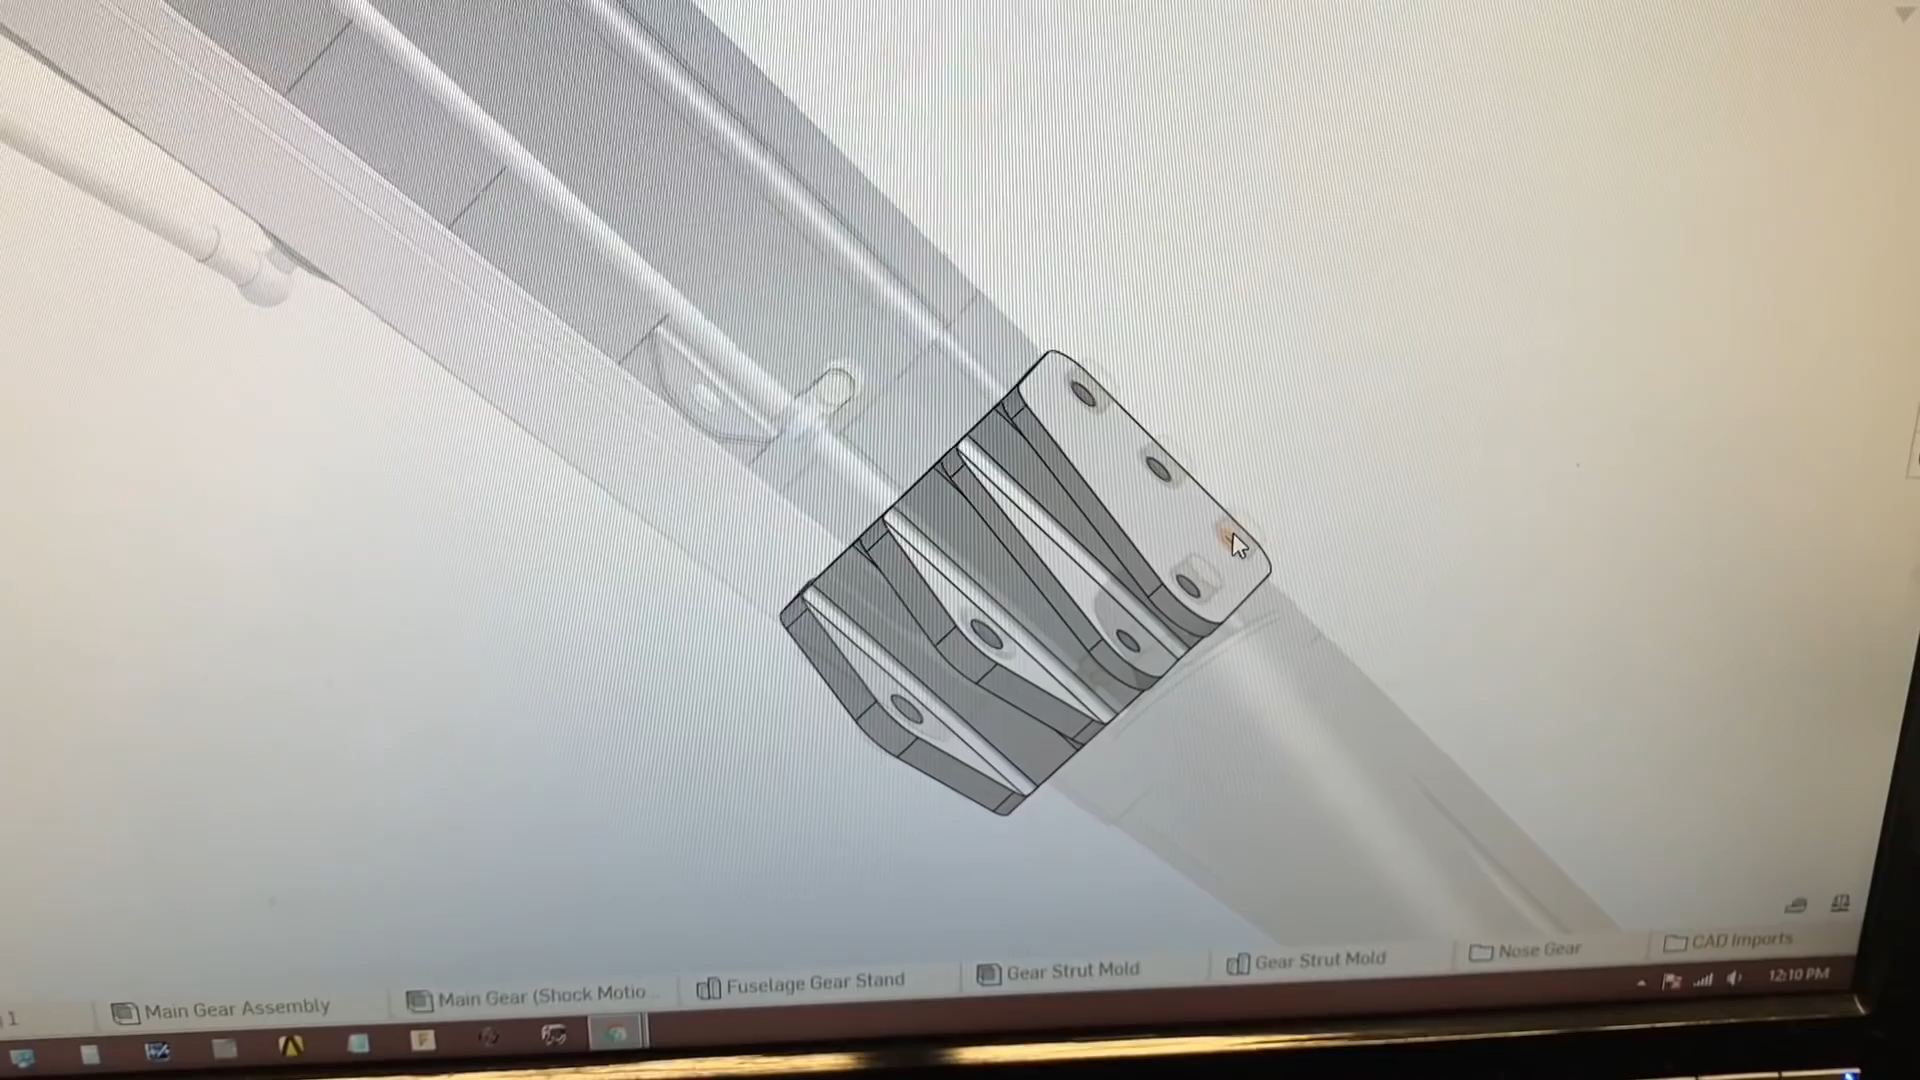 1
Main Gear Assembly
Main Gear (Shock Motio...
Fuselage Gear Stand
Gear Strut Mold
Gear Strut Mold
Nose Gear
CAD Imports
12:10 PM